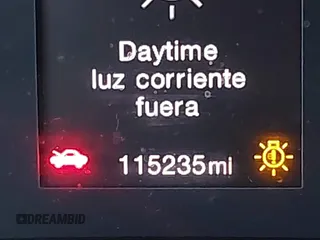 Daytime
luz corriente
fuera
115235mi
DREAMBID